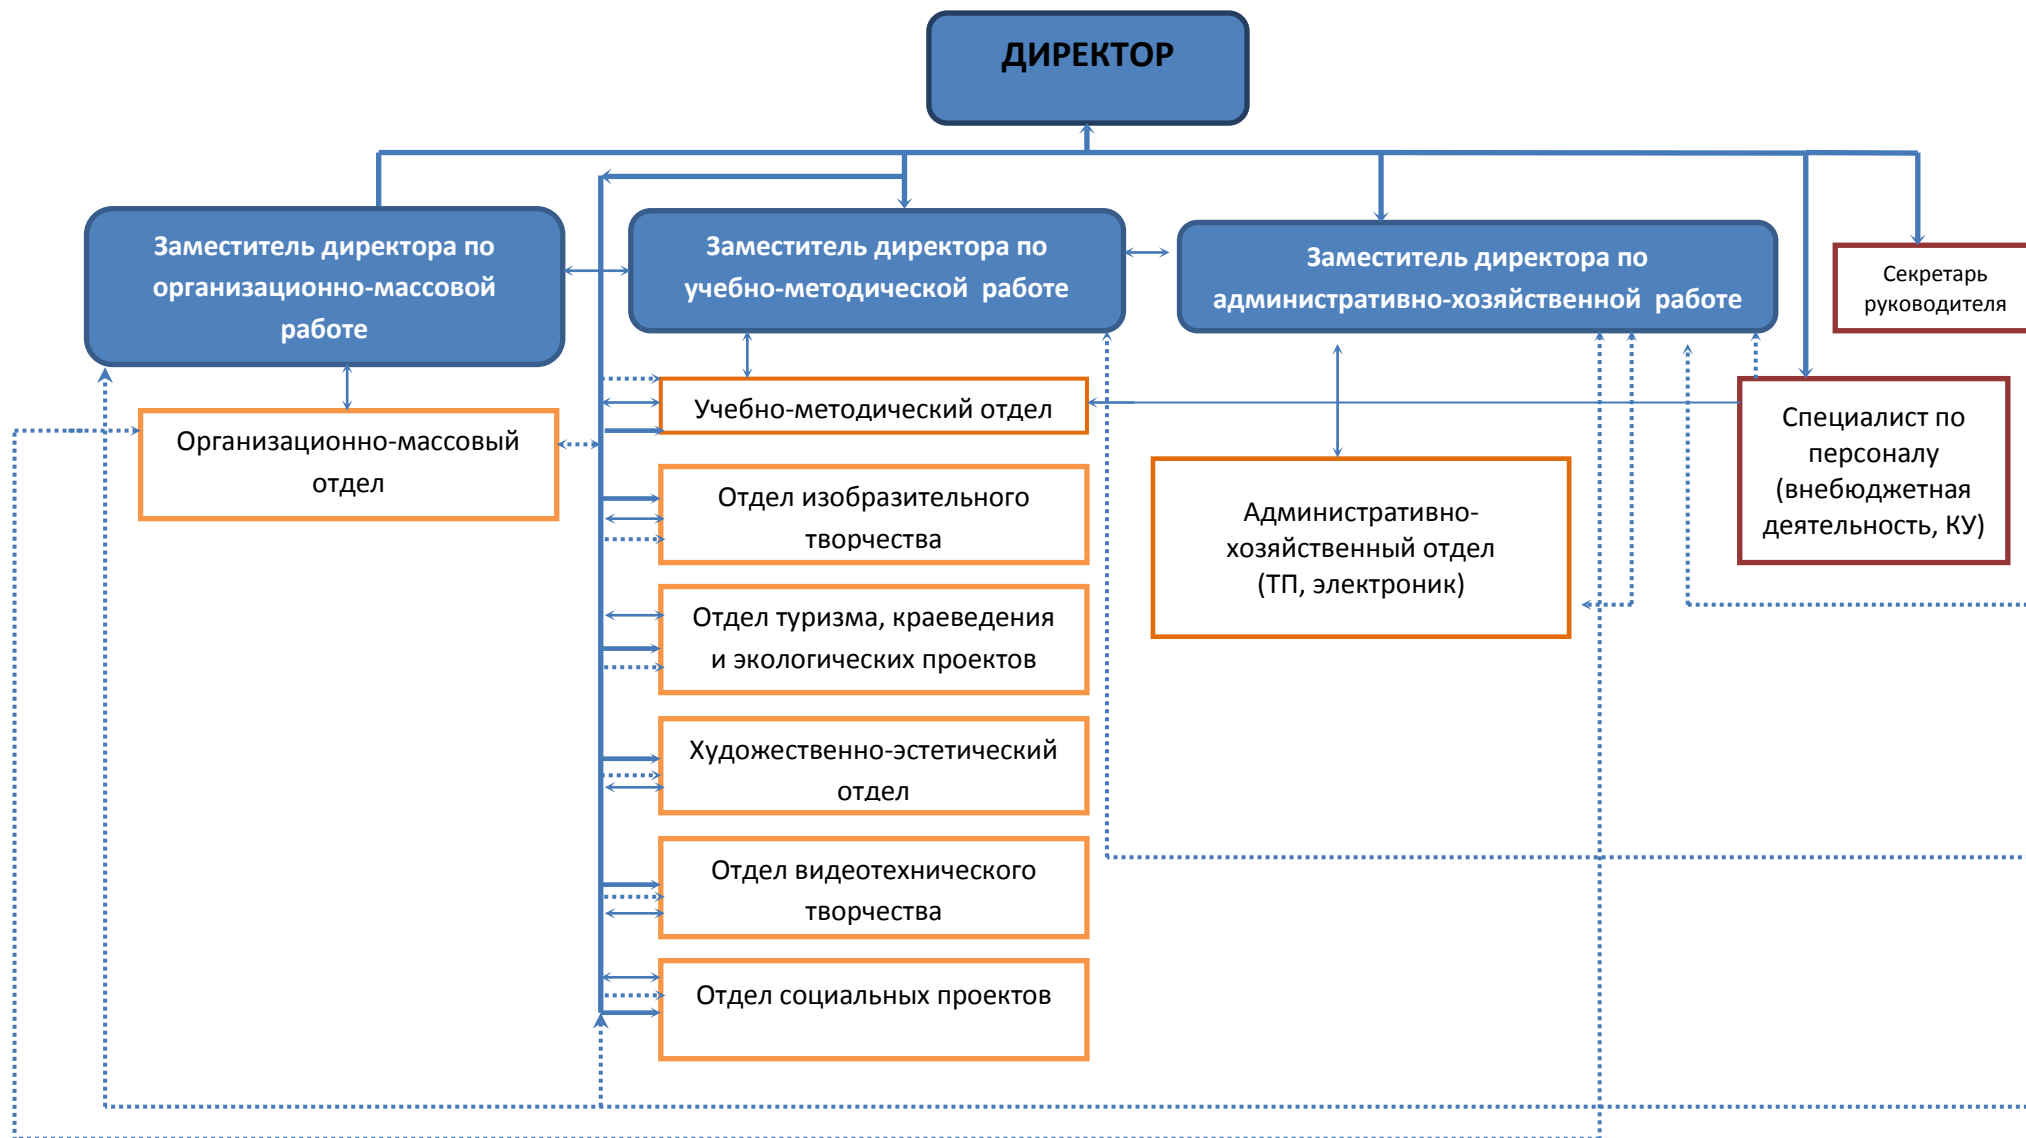 ДИРЕКТОР
Заместитель директора по
организационно-массовой
работе
Заместитель директора по
учебно-методической работе
Заместитель директора по
административно-хозяйственной работе
Секретарь
руководителя
Организационно-массовый
отдел
Учебно-методический отдел
Отдел изобразительного
творчества
Отдел туризма, краеведения
и экологических проектов
Художественно-эстетический
отдел
Отдел видеотехнического
творчества
Отдел социальных проектов
Административно-
хозяйственный отдел
(ТП, электроник)
Специалист по
персоналу
(внебюджетная
деятельность, КУ)